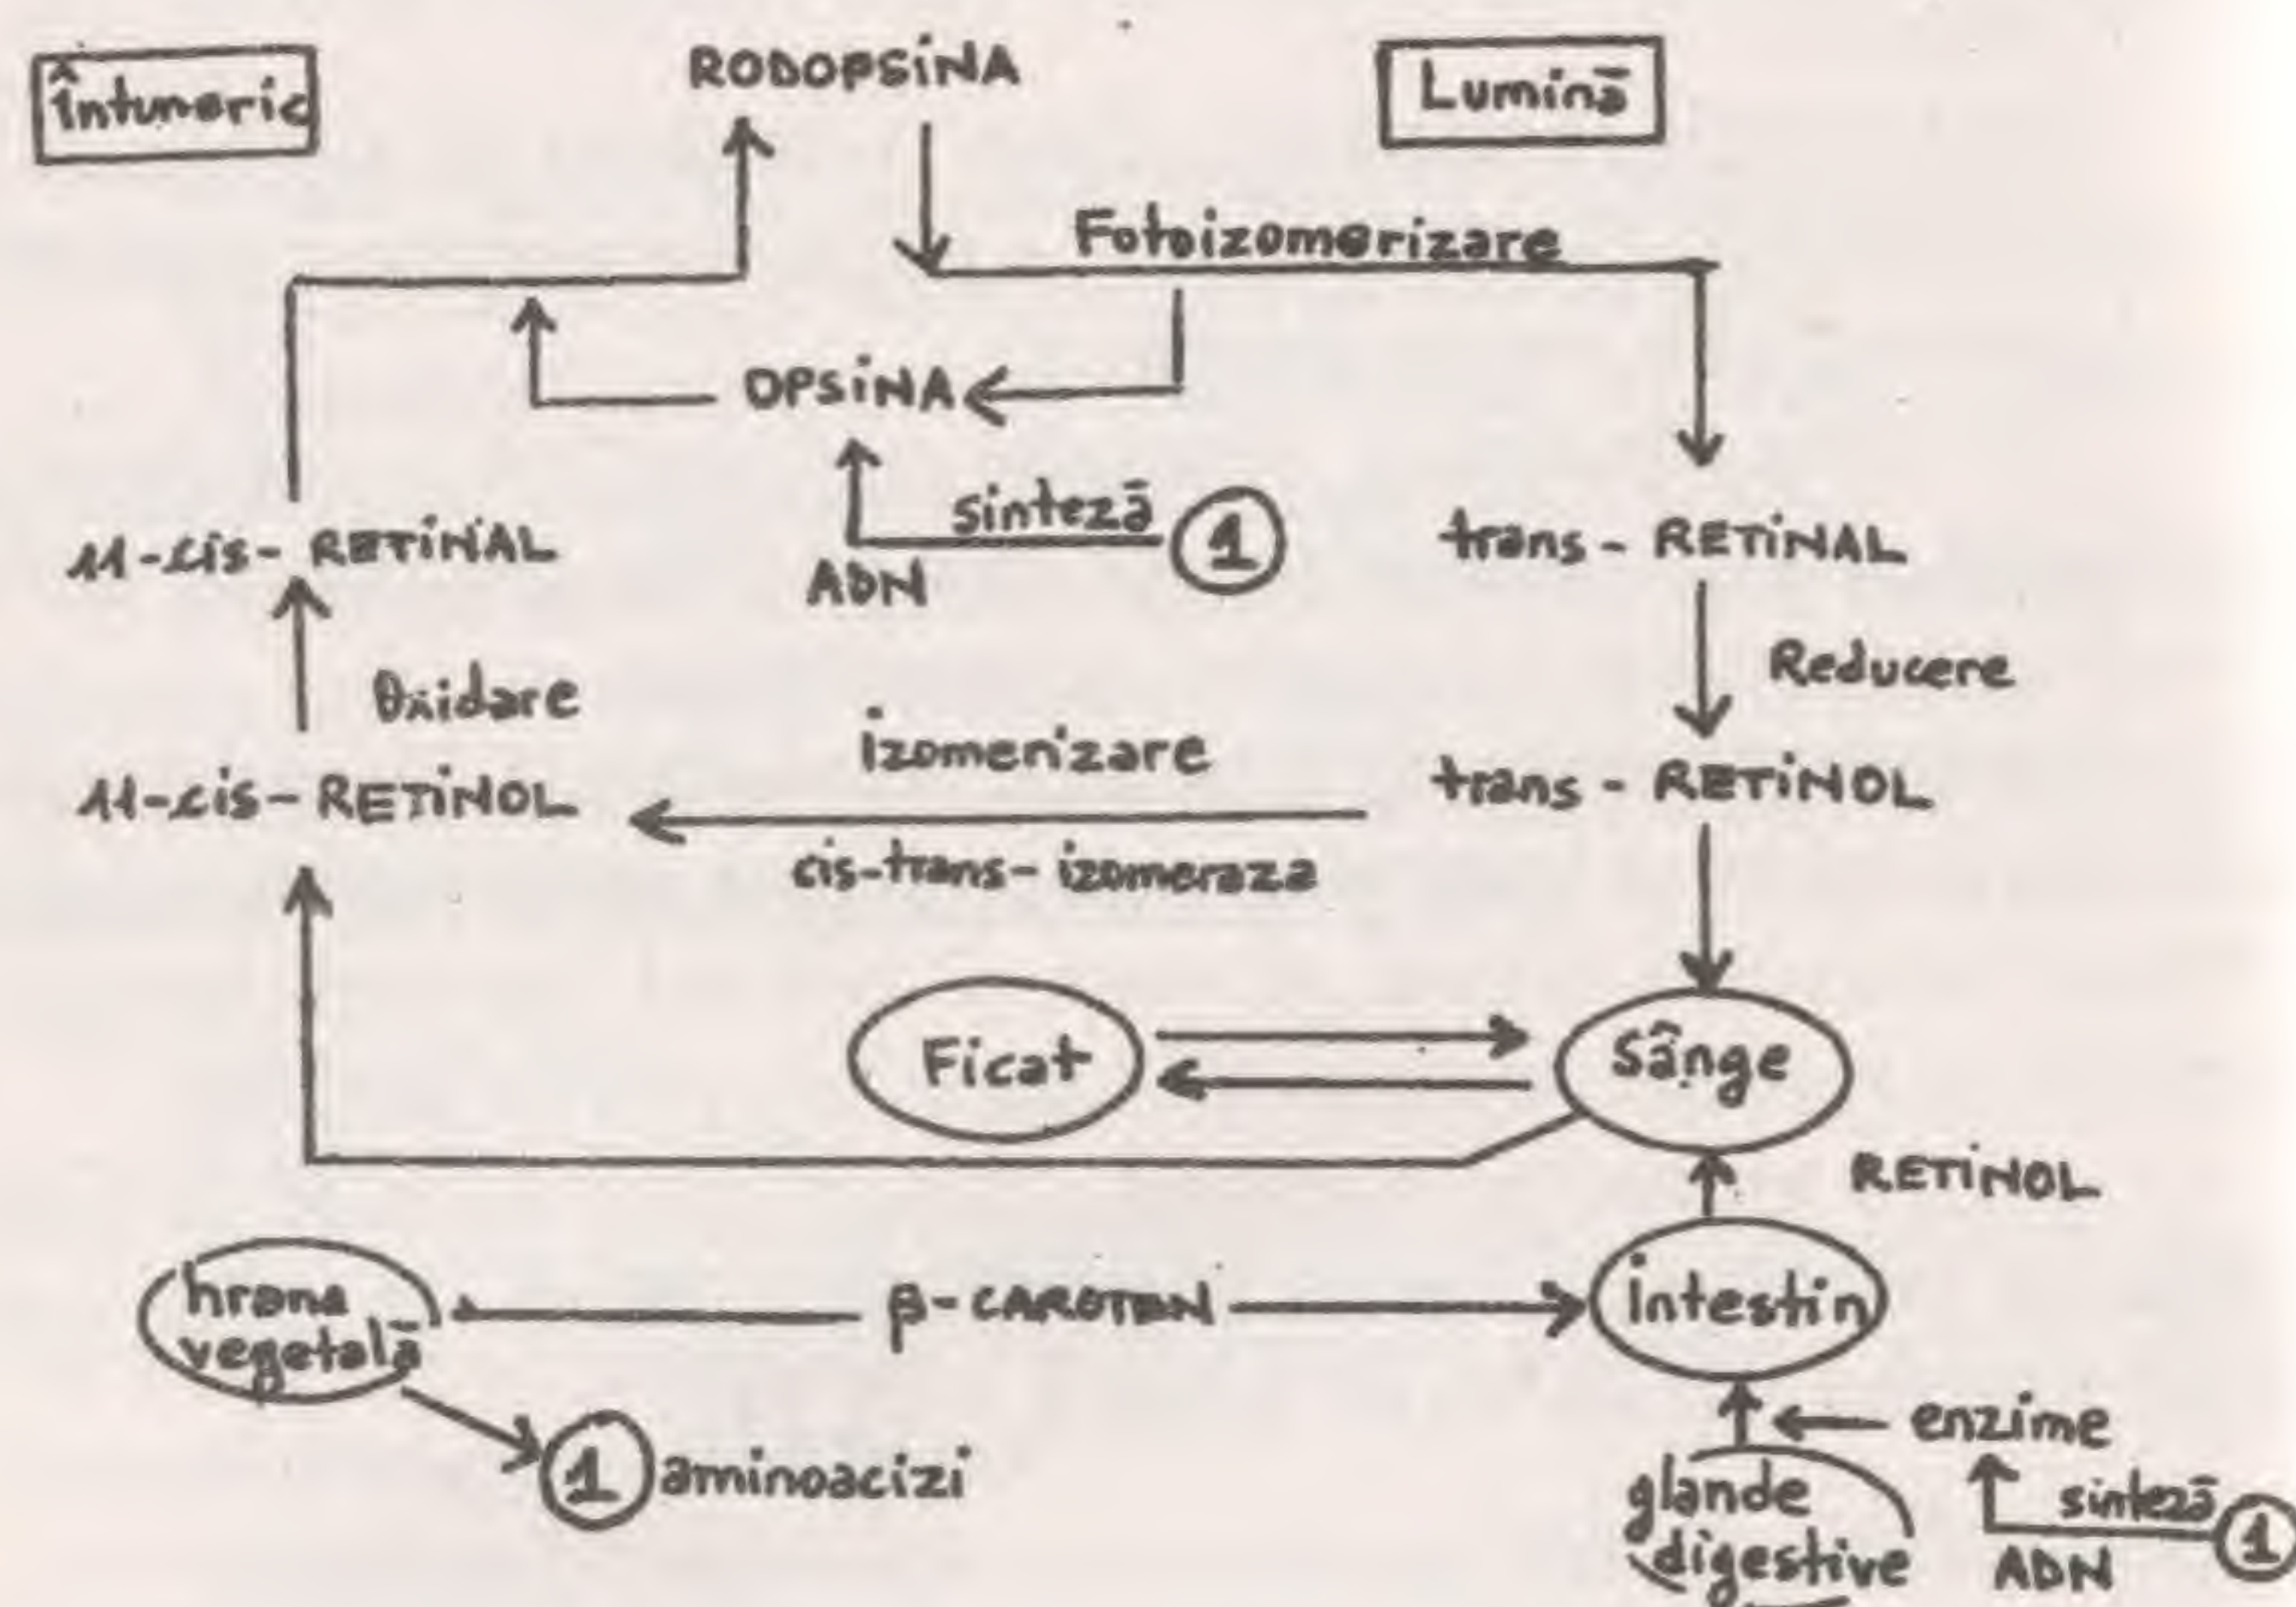 Întuneric
RODOPSINA
Lumină
Fotoizomerizare
OPSINA
sinteză
1
ADN
11-cis-RETINAL
trans-RETINAL
Oxidare
Reducere
izomerizare
11-cis-RETINOL
trans-RETINOL
cis-trans-izomeraza
Ficat
Sânge
RETINOL
hrana
vegetală
β-CAROTEN
Intestin
1 aminoacizi
enzime
glande
digestive
sinteză
1
ADN